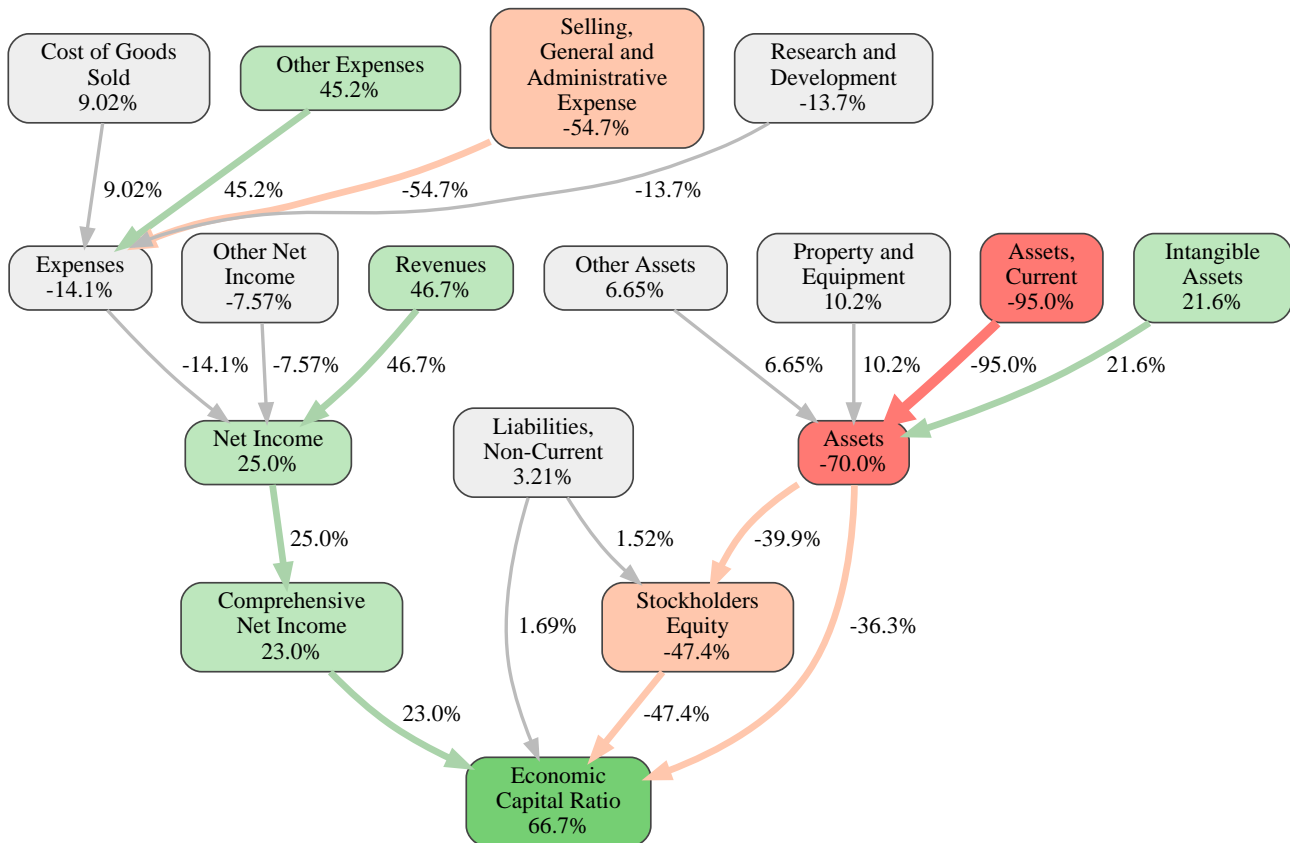 Cost of Goods
Sold
9.02%
Other Expenses
45.2%
Selling,
General and
Administrative
Expense
-54.7%
Research and
Development
-13.7%
9.02%
45.2%
-54.7%
-13.7%
Expenses
-14.1%
Other Net
Income
-7.57%
Revenues
46.7%
Other Assets
6.65%
Property and
Equipment
10.2%
Assets,
Current
-95.0%
Intangible
Assets
21.6%
-14.1%
-7.57%
46.7%
6.65%
10.2%
-95.0%
21.6%
Net Income
25.0%
Liabilities,
Non-Current
3.21%
Assets
-70.0%
25.0%
1.52%
-39.9%
Comprehensive
Net Income
23.0%
1.69%
Stockholders
Equity
-47.4%
-36.3%
23.0%
-47.4%
Economic
Capital Ratio
66.7%